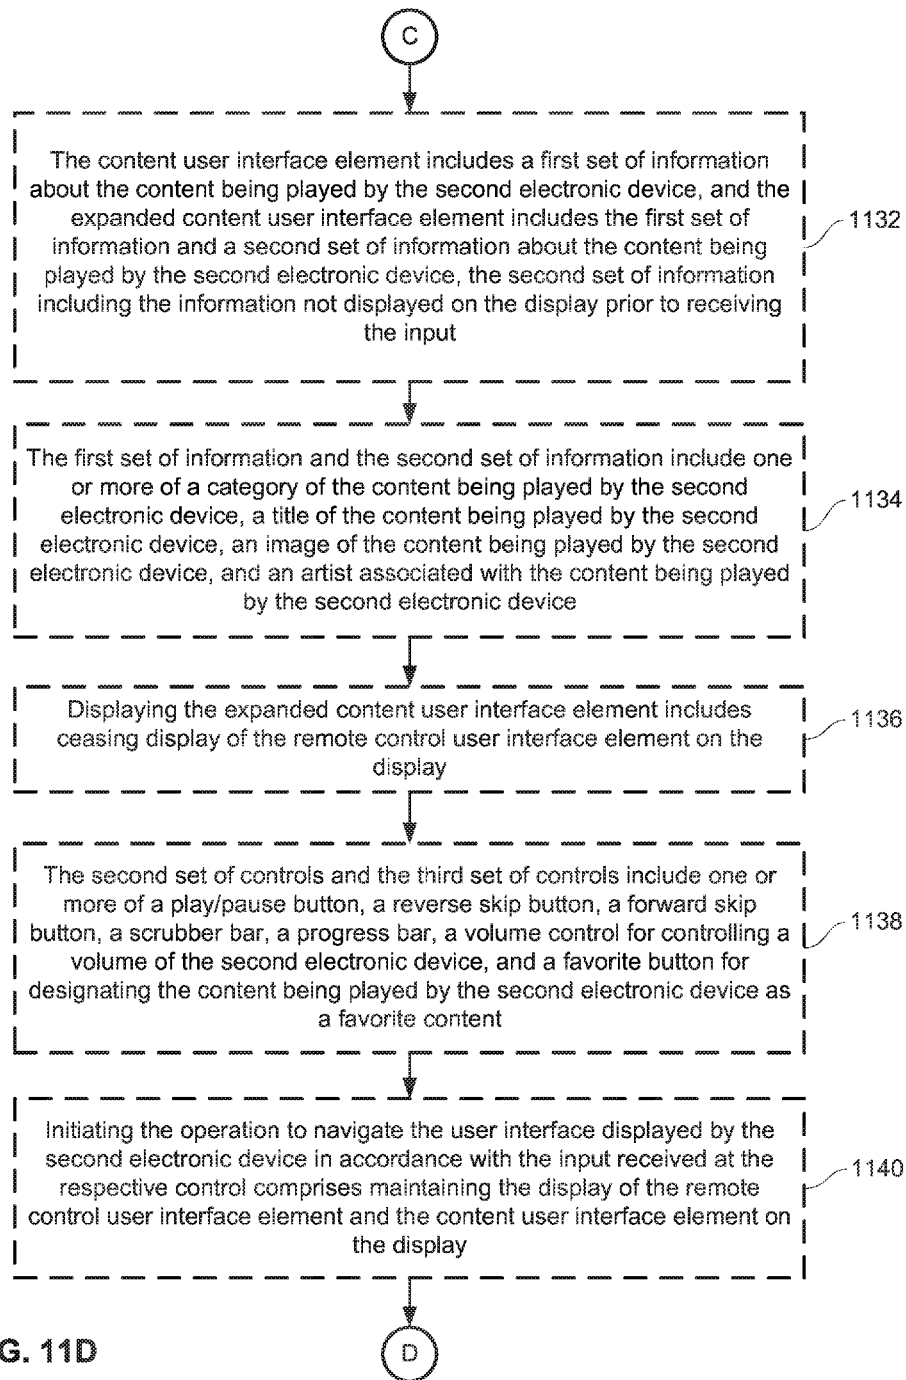 C
The content user interface element includes a first set of information
about the content being played by the second electronic device, and the
expanded content user interface element includes the first set of
information and a second set of information about the content being
played by the second electronic device, the second set of information
including the information not displayed on the display prior to receiving
the input
1132
The first set of information and the second set of information include one
or more of a category of the content being played by the second
electronic device, a title of the content being played by the second
electronic device, an image of the content being played by the second
electronic device, and an artist associated with the content being played
by the second electronic device
1134
Displaying the expanded content user interface element includes
ceasing display of the remote control user interface element on the
display
1136
The second set of controls and the third set of controls include one or
more of a play/pause button, a reverse skip button, a forward skip
button, a scrubber bar, a progress bar, a volume control for controlling a
volume of the second electronic device, and a favorite button for
designating the content being played by the second electronic device as
a favorite content
1138
Initiating the operation to navigate the user interface displayed by the
second electronic device in accordance with the input received at the
respective control comprises maintaining the display of the remote
control user interface element and the content user interface element on
the display
1140
G. 11D
D